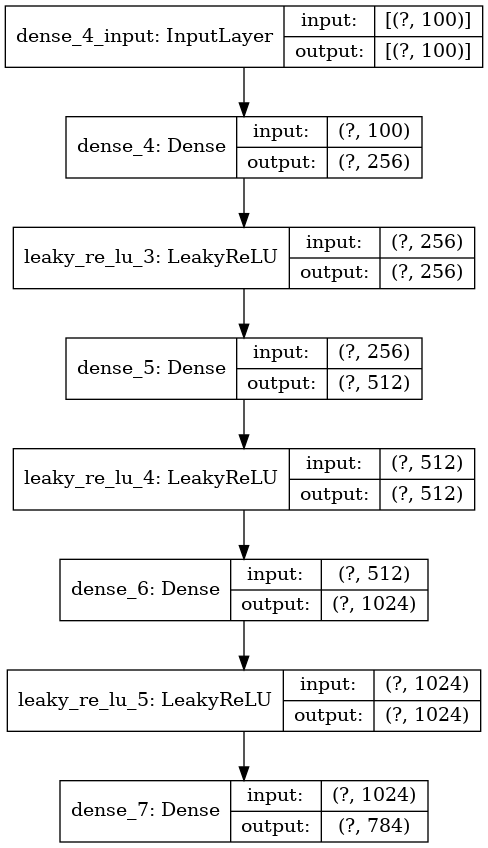 dense_4_input: InputLayer
input: [(?, 100)]
output: [(?, 100)]
dense_4: Dense
input: (?, 100)
output: (?, 256)
leaky_re_lu_3: LeakyReLU
input: (?, 256)
output: (?, 256)
dense_5: Dense
input: (?, 256)
output: (?, 512)
leaky_re_lu_4: LeakyReLU
input: (?, 512)
output: (?, 512)
dense_6: Dense
input: (?, 512)
output: (?, 1024)
leaky_re_lu_5: LeakyReLU
input: (?, 1024)
output: (?, 1024)
dense_7: Dense
input: (?, 1024)
output: (?, 784)